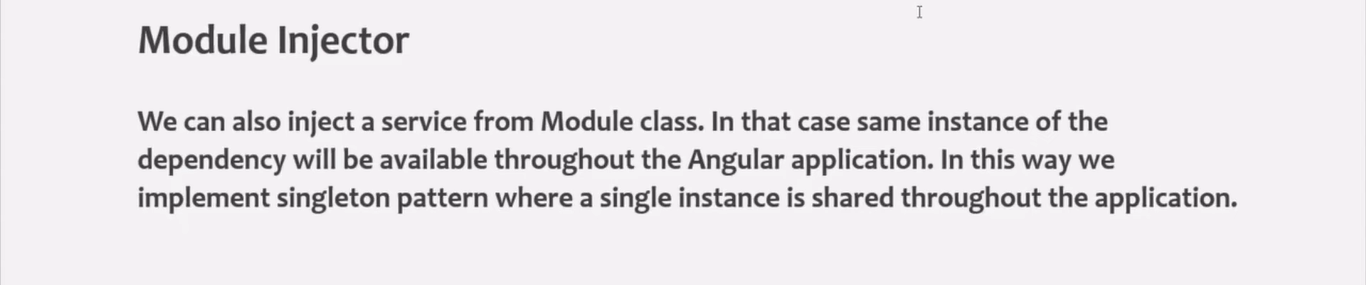 Module Injector
We can also inject a service from Module class. In that case same instance of the
dependency will be available throughout the Angular application. In this way we
implement singleton pattern where a single instance is shared throughout the application.